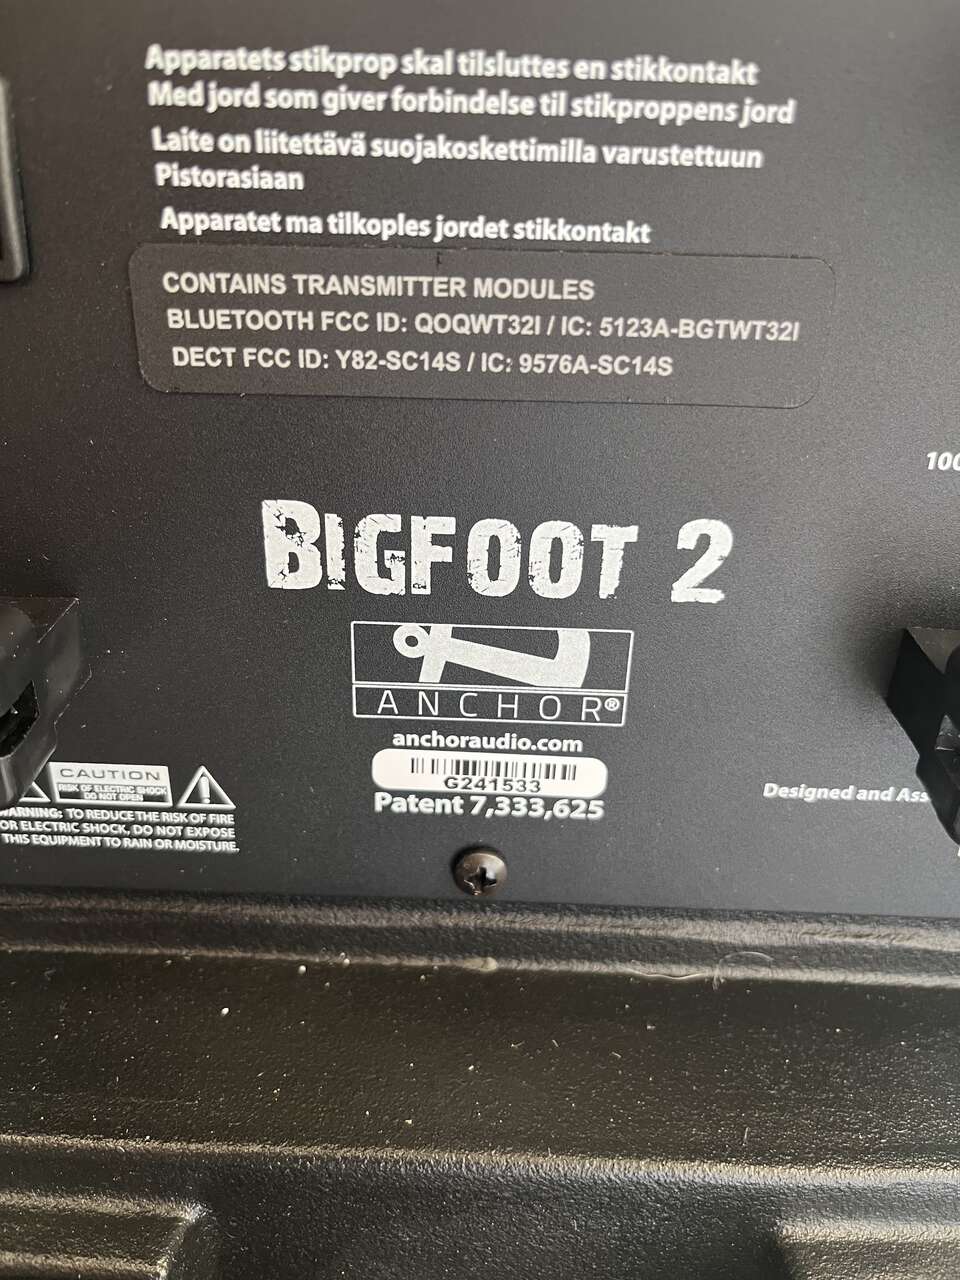 Apparatets stikprop skal tilsluttes en stikkontakt
Med jord som giver forbindelse til stikproppens jord
Laite on liitettävä suojakoskettimilla varustettuun
Pistorasiaan
Apparatet ma tilkoples jordet stikkontakt
CONTAINS TRANSMITTER MODULES
BLUETOOTH FCC ID: QOQWT32I / IC: 5123A-BGTWT32I
DECT FCC ID: Y82-SC14S / IC: 9576A-SC14S
100
BIGFOOT 2
ANCHOR®
anchoraudio.com
G241533
Patent 7,333,625
CAUTION
RISK OF ELECTRIC SHOCK
DO NOT OPEN
WARNING: TO REDUCE THE RISK OF FIRE
OR ELECTRIC SHOCK, DO NOT EXPOSE
THIS EQUIPMENT TO RAIN OR MOISTURE.
Designed and Ass